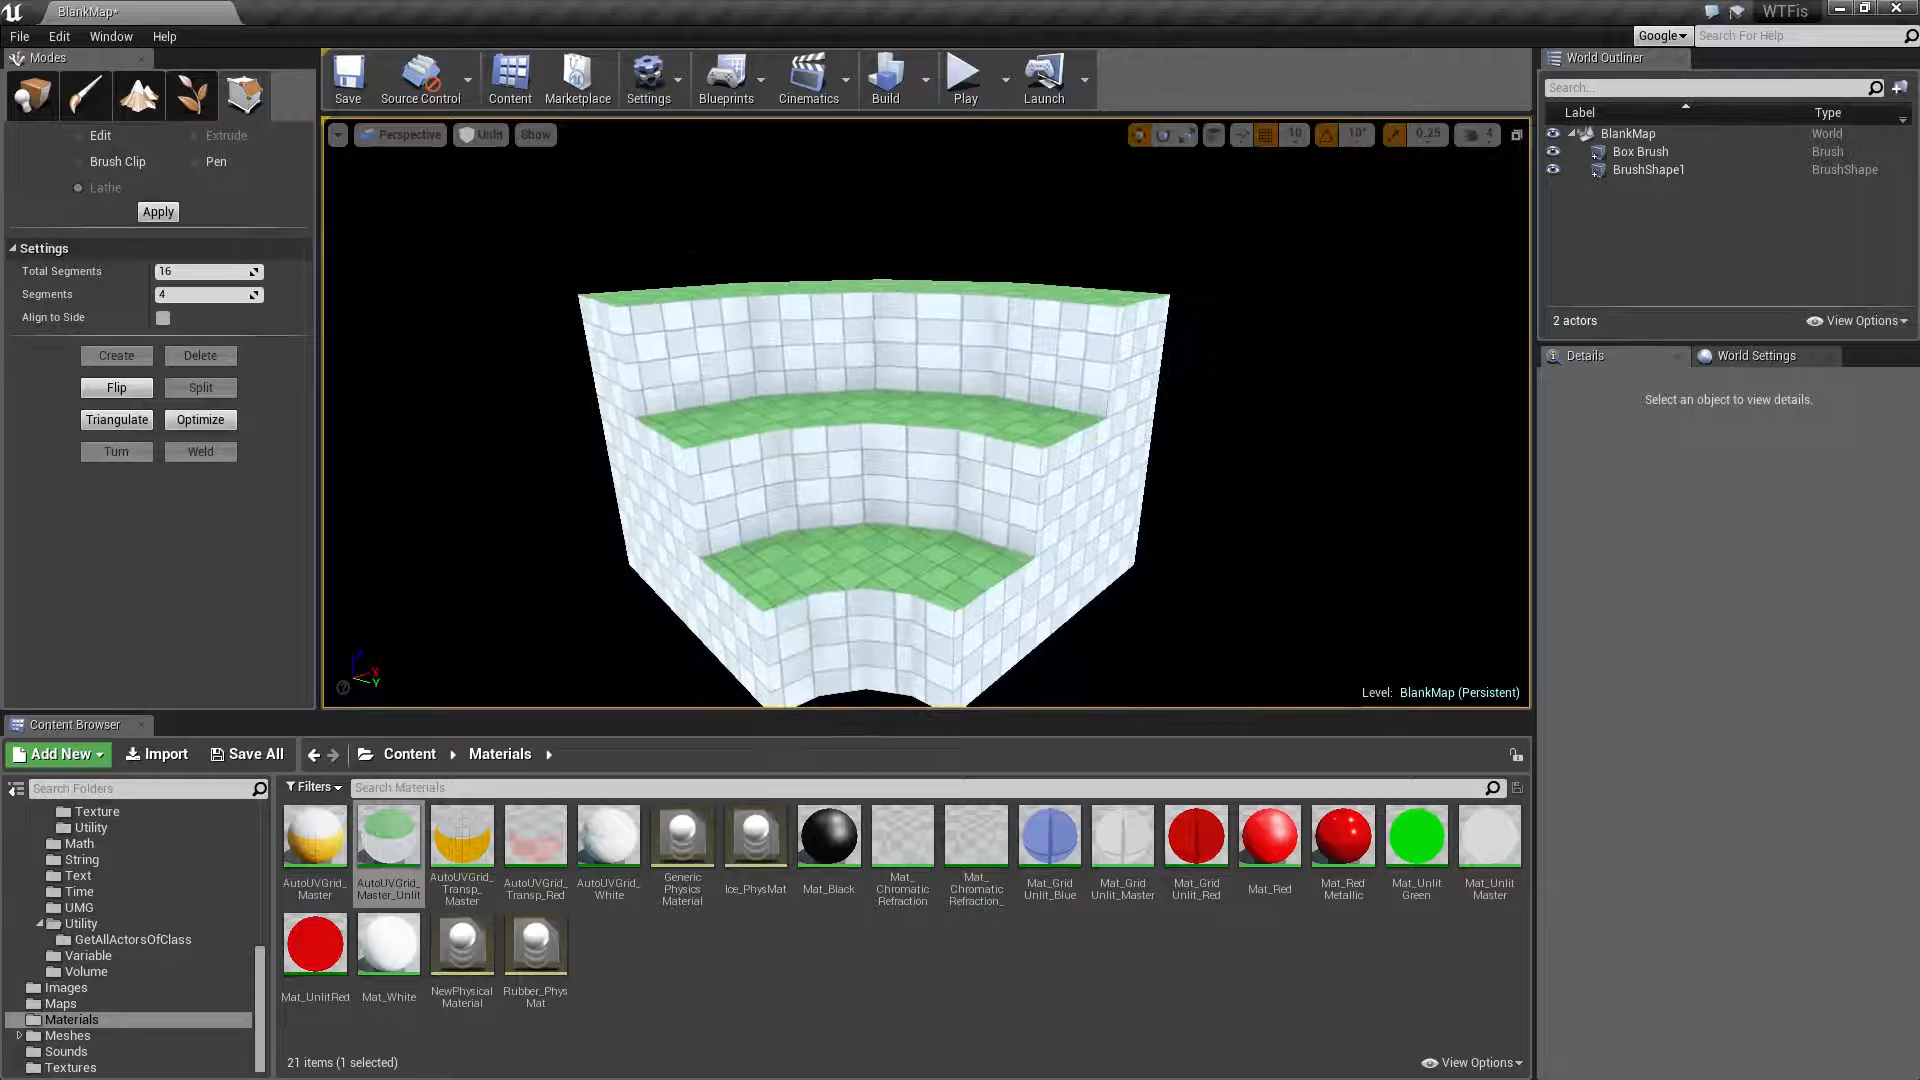 BlankMap*
WTFis
File Edit Window Help
Google
Search For Help
Modes
Save
Source Control
Content
Marketplace
Settings
Blueprints
Cinematics
Build
Play
Launch
World Outliner
Search...
Label Type
BlankMap World
Box Brush Brush
BrushShape1 BrushShape
2 actors
View Options
Edit Extrude
Brush Clip Pen
Lathe
Apply
Settings
Total Segments 16
Segments 4
Align to Side
Create Delete
Flip Split
Triangulate Optimize
Turn Weld
Perspective Unlit Show
10 10° 0.25 4
Z X Y
Level: BlankMap (Persistent)
Details World Settings
Select an object to view details.
Content Browser
Add New Import Save All Content Materials
Search Folders
Filters Search Materials
Texture
Utility
Math
String
Text
Time
UMG
Utility
GetAllActorsOfClass
Variable
Volume
Images
Maps
Materials
Meshes
Sounds
Textures
AutoUVGrid_
Master
AutoUVGrid_
Master_Unlit
AutoUVGrid_
Transp_
Master
AutoUVGrid_
Transp_Red
AutoUVGrid_
White
Generic
Physics
Material
Ice_PhysMat
Mat_Black
Mat_
Chromatic
Refraction
Mat_
Chromatic
Refraction_
Mat_Grid
Unlit_Blue
Mat_Grid
Unlit_Master
Mat_Grid
Unlit_Red
Mat_Red
Mat_Red
Metallic
Mat_Unlit
Green
Mat_Unlit
Master
Mat_UnlitRed
Mat_White
NewPhysical
Material
Rubber_Phys
Mat
21 items (1 selected)
View Options